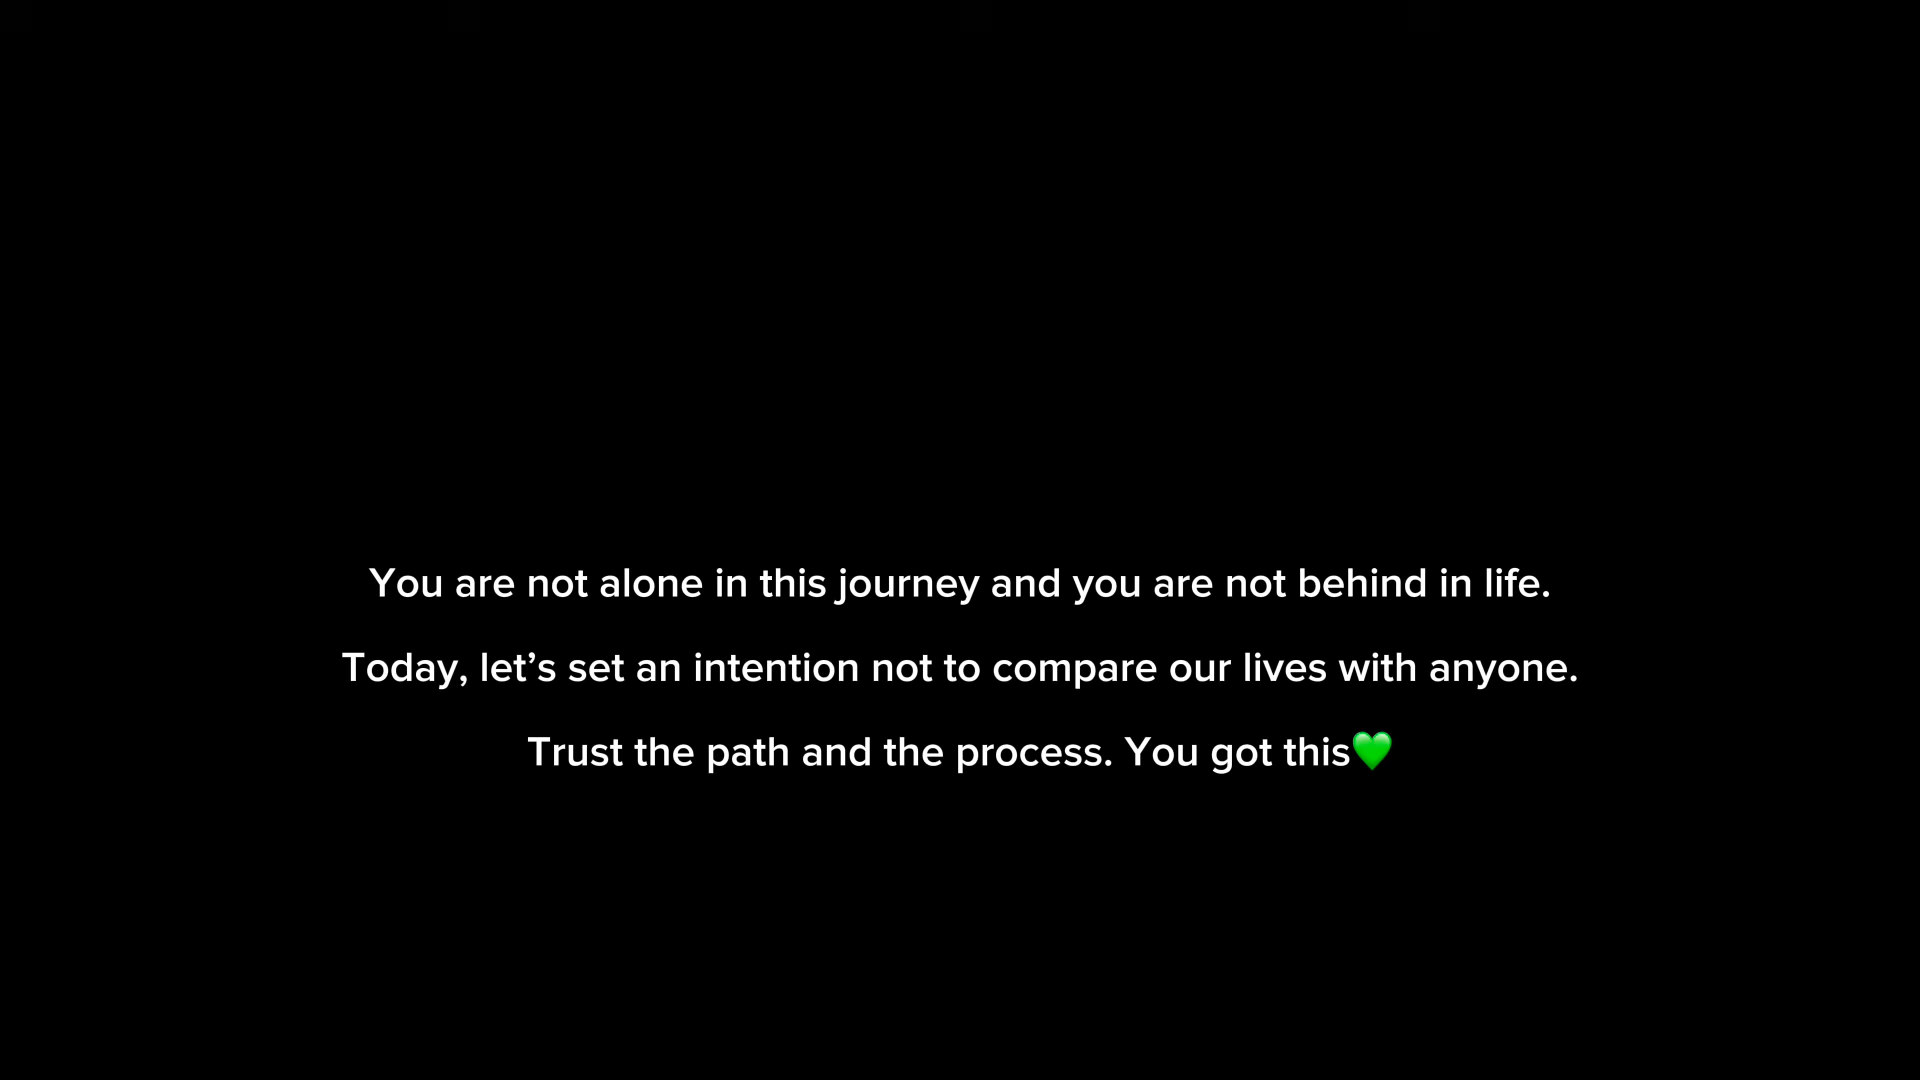 You are not alone in this journey and you are not behind in life.
Today, let’s set an intention not to compare our lives with anyone.
Trust the path and the process. You got this💚